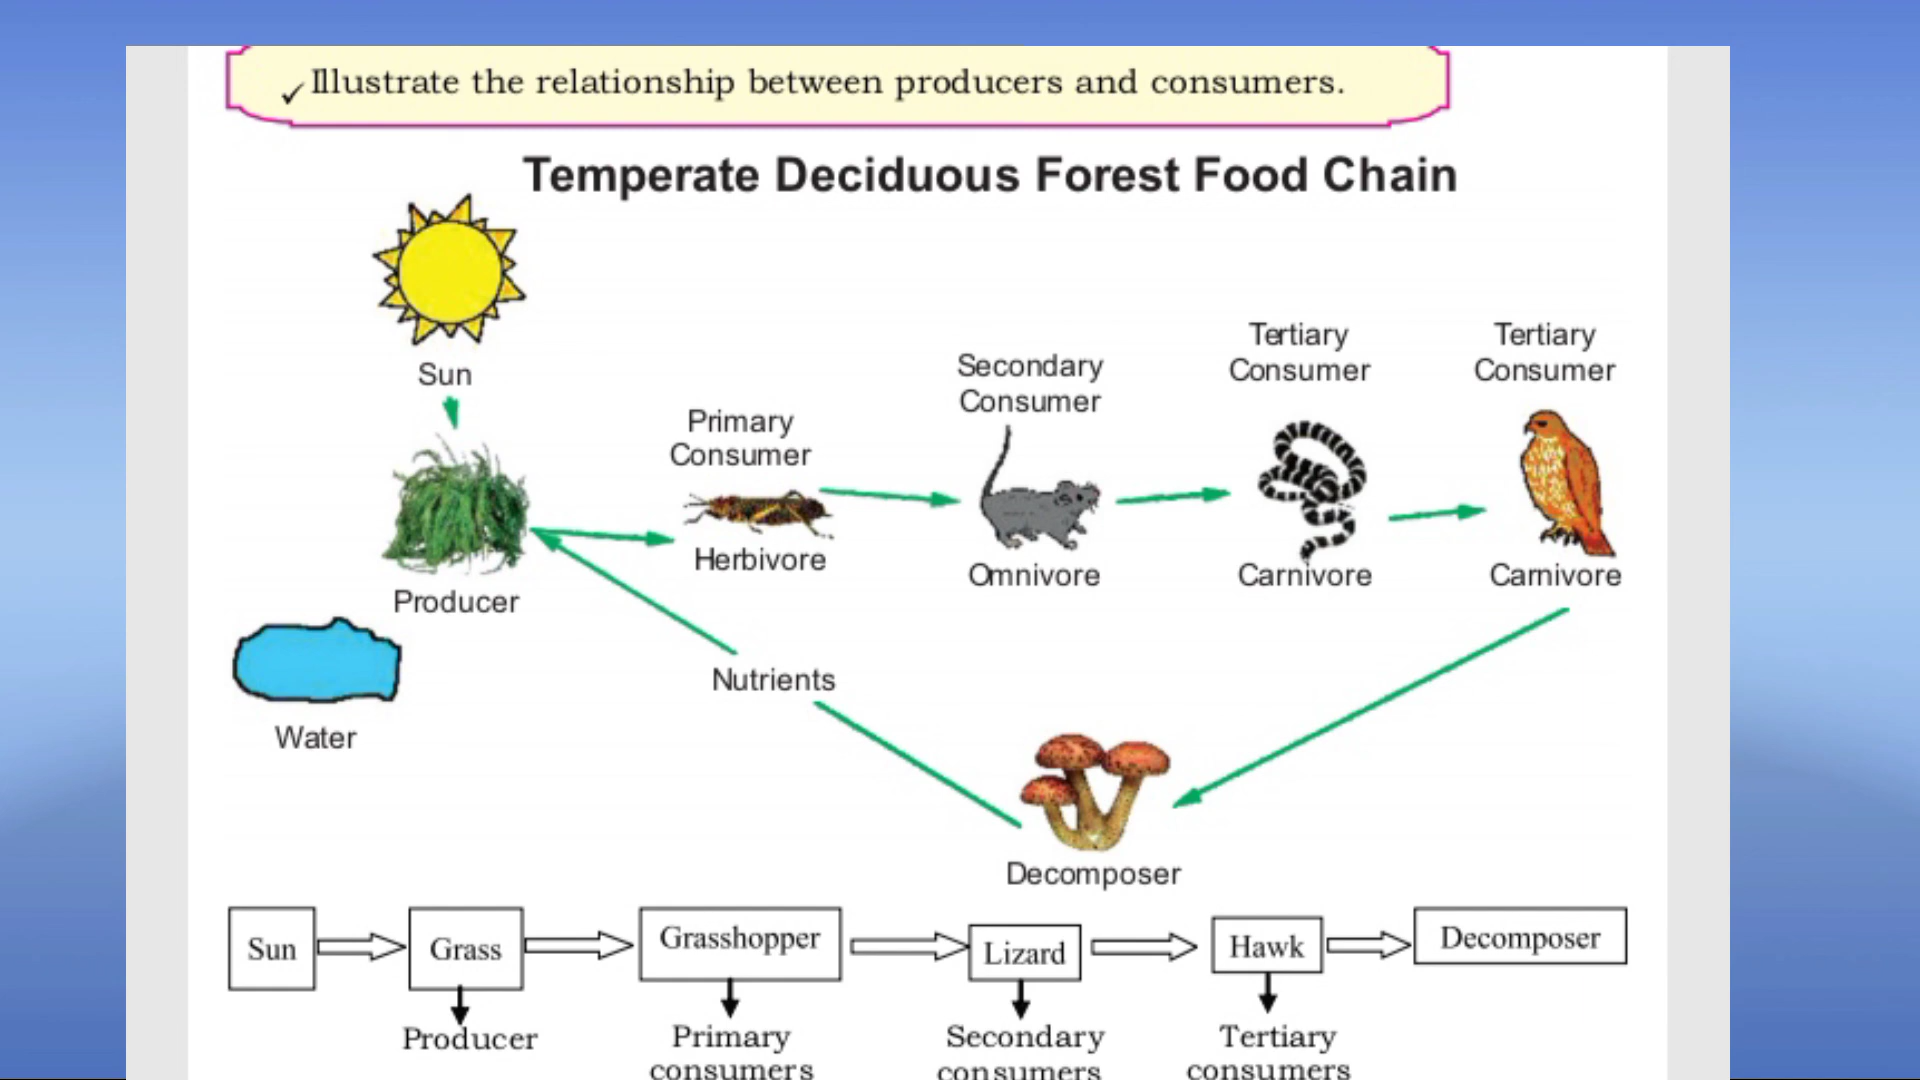 ✓ Illustrate the relationship between producers and consumers.
Temperate Deciduous Forest Food Chain
Sun
Producer
Water
Primary
Consumer
Herbivore
Secondary
Consumer
Omnivore
Tertiary
Consumer
Carnivore
Tertiary
Consumer
Carnivore
Nutrients
Decomposer
Sun
Grass
Grasshopper
Lizard
Hawk
Decomposer
Producer
Primary
consumers
Secondary
consumers
Tertiary
consumers